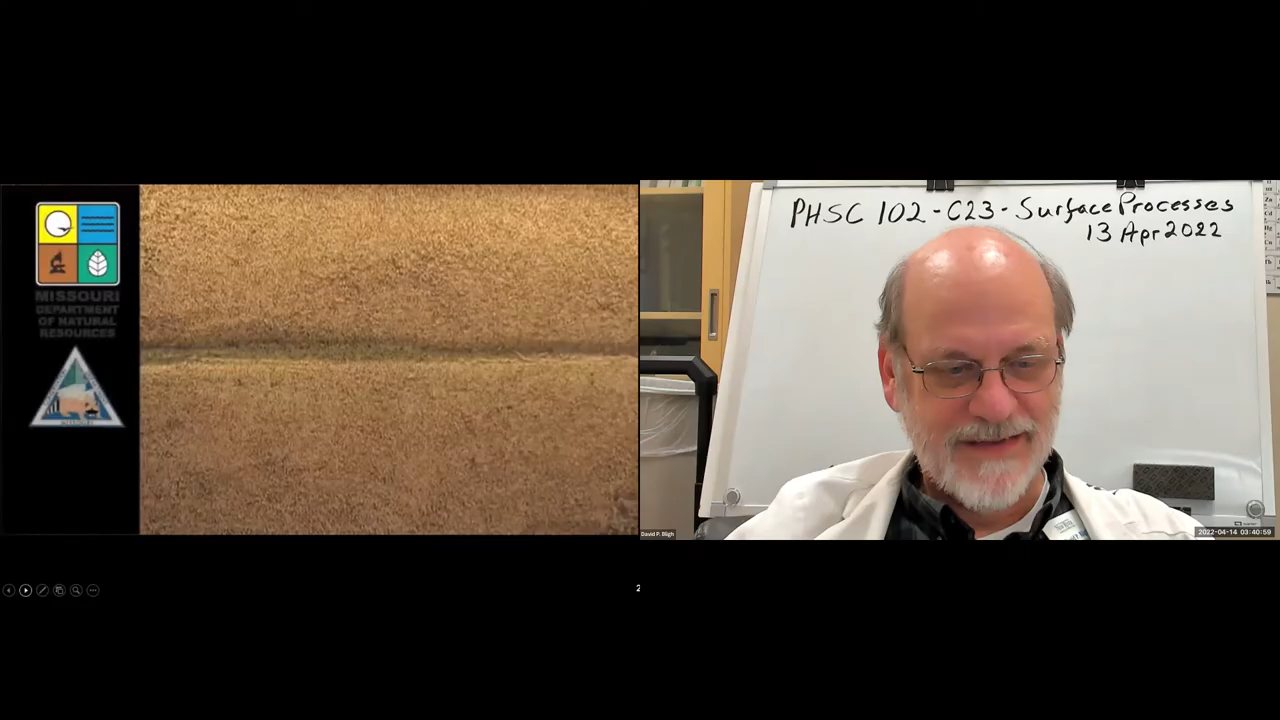 MISSOURI
DEPARTMENT
OF NATURAL
RESOURCES
PHSC 102 - C23 - Surface Processes
13 Apr 2022
David P. Bligh
2022-04-14 03:40:59
2